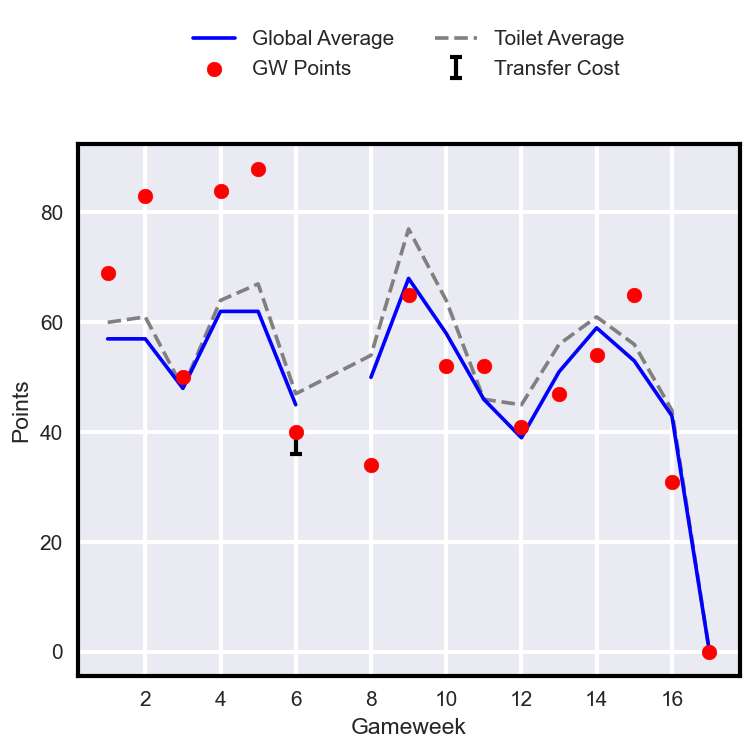 Global Average
Toilet Average
GW Points
Transfer Cost
80
60
40
20
0
Points
2 4 6 8 10 12 14 16
Gameweek